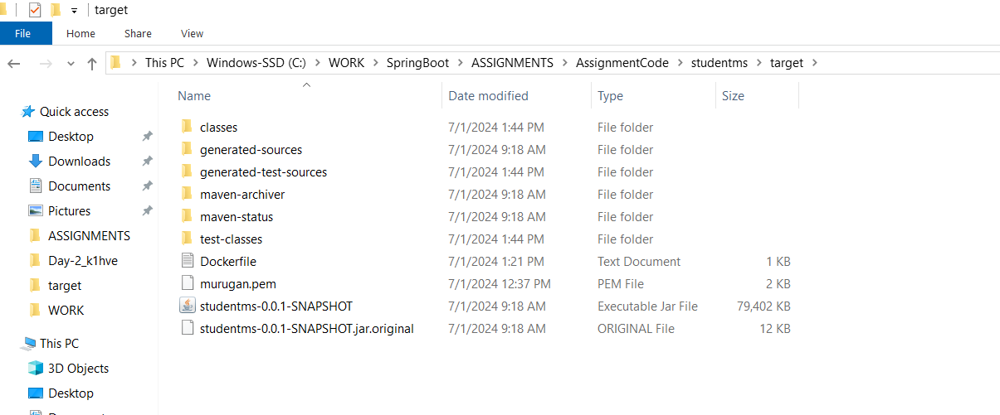 target
File Home Share View
This PC Windows-SSD (C:) WORK SpringBoot ASSIGNMENTS AssignmentCode studentms target
Name Date modified Type Size
Quick access
Desktop
Downloads
Documents
Pictures
ASSIGNMENTS
Day-2_k1hve
target
WORK
This PC
3D Objects
Desktop
classes 7/1/2024 1:44 PM File folder
generated-sources 7/1/2024 9:18 AM File folder
generated-test-sources 7/1/2024 1:44 PM File folder
maven-archiver 7/1/2024 9:18 AM File folder
maven-status 7/1/2024 9:18 AM File folder
test-classes 7/1/2024 1:44 PM File folder
Dockerfile 7/1/2024 1:21 PM Text Document 1 KB
murugan.pem 7/1/2024 12:37 PM PEM File 2 KB
studentms-0.0.1-SNAPSHOT 7/1/2024 9:18 AM Executable Jar File 79,402 KB
studentms-0.0.1-SNAPSHOT.jar.original 7/1/2024 9:18 AM ORIGINAL File 12 KB